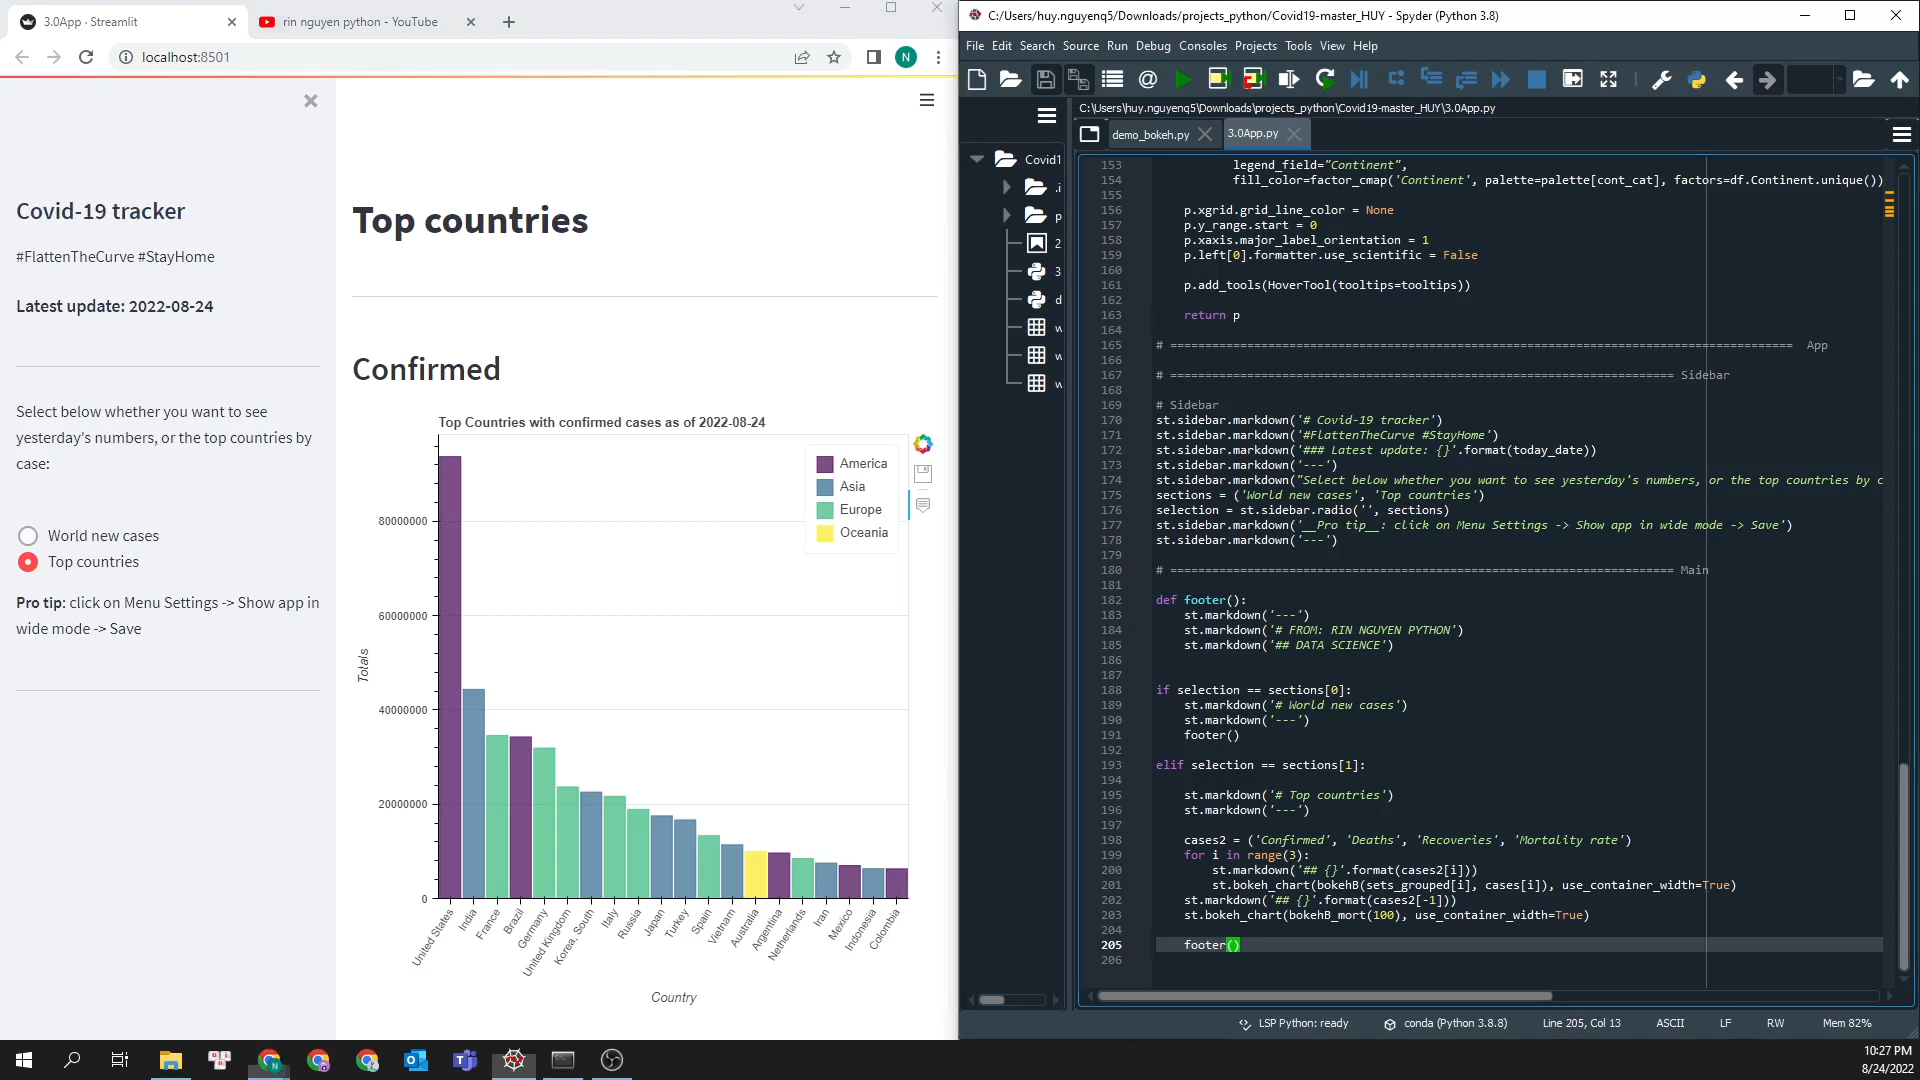 3.0App · Streamlit
rin nguyen python - YouTube
localhost:8501
N
Covid-19 tracker
#FlattenTheCurve #StayHome
Latest update: 2022-08-24
Select below whether you want to see
yesterday's numbers, or the top countries by
case:
World new cases
Top countries
Pro tip: click on Menu Settings -> Show app in
wide mode -> Save
Top countries
Confirmed
Top Countries with confirmed cases as of 2022-08-24
America
Asia
Europe
Oceania
80000000
60000000
40000000
20000000
0
Totals
United States
India
France
Brazil
Germany
United Kingdom
Korea, South
Italy
Russia
Japan
Turkey
Spain
Vietnam
Australia
Argentina
Netherlands
Iran
Mexico
Indonesia
Colombia
Country
C:/Users/huy.nguyenq5/Downloads/projects_python/Covid19-master_HUY - Spyder (Python 3.8)
File Edit Search Source Run Debug Consoles Projects Tools View Help
C:\Users\huy.nguyenq5\Downloads\projects_python\Covid19-master_HUY\3.0App.py
demo_bokeh.py
3.0App.py
Covid1
.i
p
2
3
d
w
w
w
153 legend_field="Continent",
154 fill_color=factor_cmap('Continent', palette=palette[cont_cat], factors=df.Continent.unique())
155
156 p.xgrid.grid_line_color = None
157 p.y_range.start = 0
158 p.xaxis.major_label_orientation = 1
159 p.left[0].formatter.use_scientific = False
160
161 p.add_tools(HoverTool(tooltips=tooltips))
162
163 return p
164
165 # ========================================================================================= App
166
167 # ======================================================================== Sidebar
168
169 # Sidebar
170 st.sidebar.markdown('# Covid-19 tracker')
171 st.sidebar.markdown('#FlattenTheCurve #StayHome')
172 st.sidebar.markdown('### Latest update: {}'.format(today_date))
173 st.sidebar.markdown('---')
174 st.sidebar.markdown("Select below whether you want to see yesterday's numbers, or the top countries by c
175 sections = ('World new cases', 'Top countries')
176 selection = st.sidebar.radio('', sections)
177 st.sidebar.markdown('__Pro tip__: click on Menu Settings -> Show app in wide mode -> Save')
178 st.sidebar.markdown('---')
179
180 # ======================================================================== Main
181
182 def footer():
183 st.markdown('---')
184 st.markdown('# FROM: RIN NGUYEN PYTHON')
185 st.markdown('## DATA SCIENCE')
186
187
188 if selection == sections[0]:
189 st.markdown('# World new cases')
190 st.markdown('---')
191 footer()
192
193 elif selection == sections[1]:
194
195 st.markdown('# Top countries')
196 st.markdown('---')
197
198 cases2 = ('Confirmed', 'Deaths', 'Recoveries', 'Mortality rate')
199 for i in range(3):
200 st.markdown('## {}'.format(cases2[i]))
201 st.bokeh_chart(bokehB(sets_grouped[i], cases[i]), use_container_width=True)
202 st.markdown('## {}'.format(cases2[-1]))
203 st.bokeh_chart(bokehB_mort(100), use_container_width=True)
204
205 footer()
206
LSP Python: ready
conda (Python 3.8.8)
Line 205, Col 13
ASCII
LF
RW
Mem 82%
10:27 PM
8/24/2022